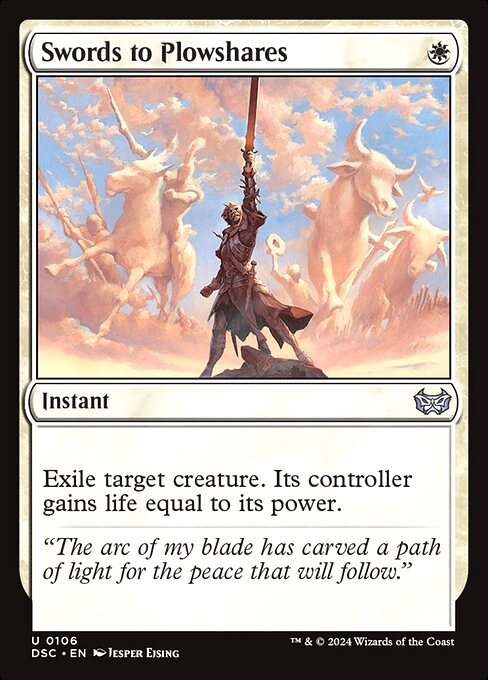 Swords to Plowshares
Instant
Exile target creature. Its controller
gains life equal to its power.
“The arc of my blade has carved a path
of light for the peace that will follow.”
U 0106
DSC • EN Jesper Ejsing
™ & © 2024 Wizards of the Coast